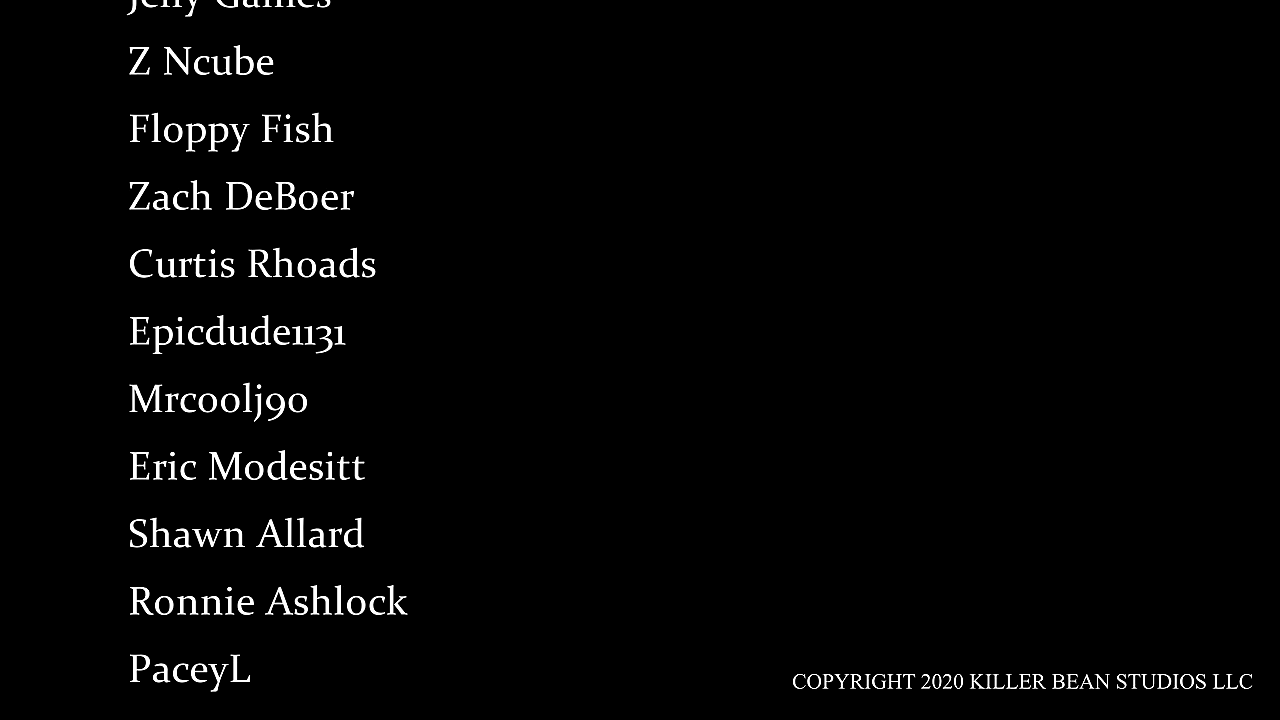 Z Ncube
Floppy Fish
Zach DeBoer
Curtis Rhoads
Epicdude1131
Mrcoolj90
Eric Modesitt
Shawn Allard
Ronnie Ashlock
PaceyL
COPYRIGHT 2020 KILLER BEAN STUDIOS LLC